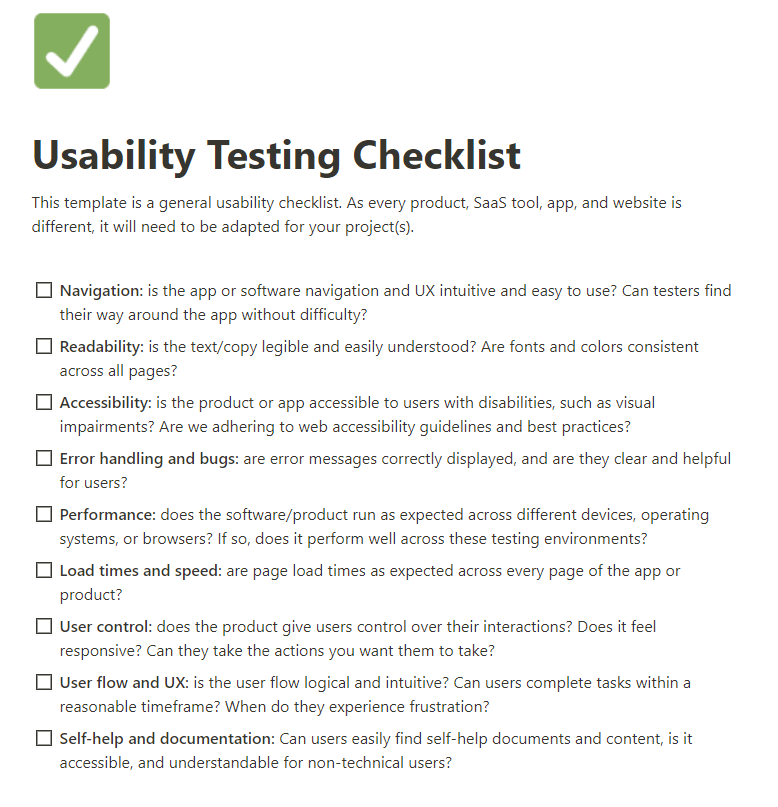 Usability Testing Checklist
This template is a general usability checklist. As every product, SaaS tool, app, and website is
different, it will need to be adapted for your project(s).
Navigation: is the app or software navigation and UX intuitive and easy to use? Can testers find
their way around the app without difficulty?
Readability: is the text/copy legible and easily understood? Are fonts and colors consistent
across all pages?
Accessibility: is the product or app accessible to users with disabilities, such as visual
impairments? Are we adhering to web accessibility guidelines and best practices?
Error handling and bugs: are error messages correctly displayed, and are they clear and helpful
for users?
Performance: does the software/product run as expected across different devices, operating
systems, or browsers? If so, does it perform well across these testing environments?
Load times and speed: are page load times as expected across every page of the app or
product?
User control: does the product give users control over their interactions? Does it feel
responsive? Can they take the actions you want them to take?
User flow and UX: is the user flow logical and intuitive? Can users complete tasks within a
reasonable timeframe? When do they experience frustration?
Self-help and documentation: Can users easily find self-help documents and content, is it
accessible, and understandable for non-technical users?